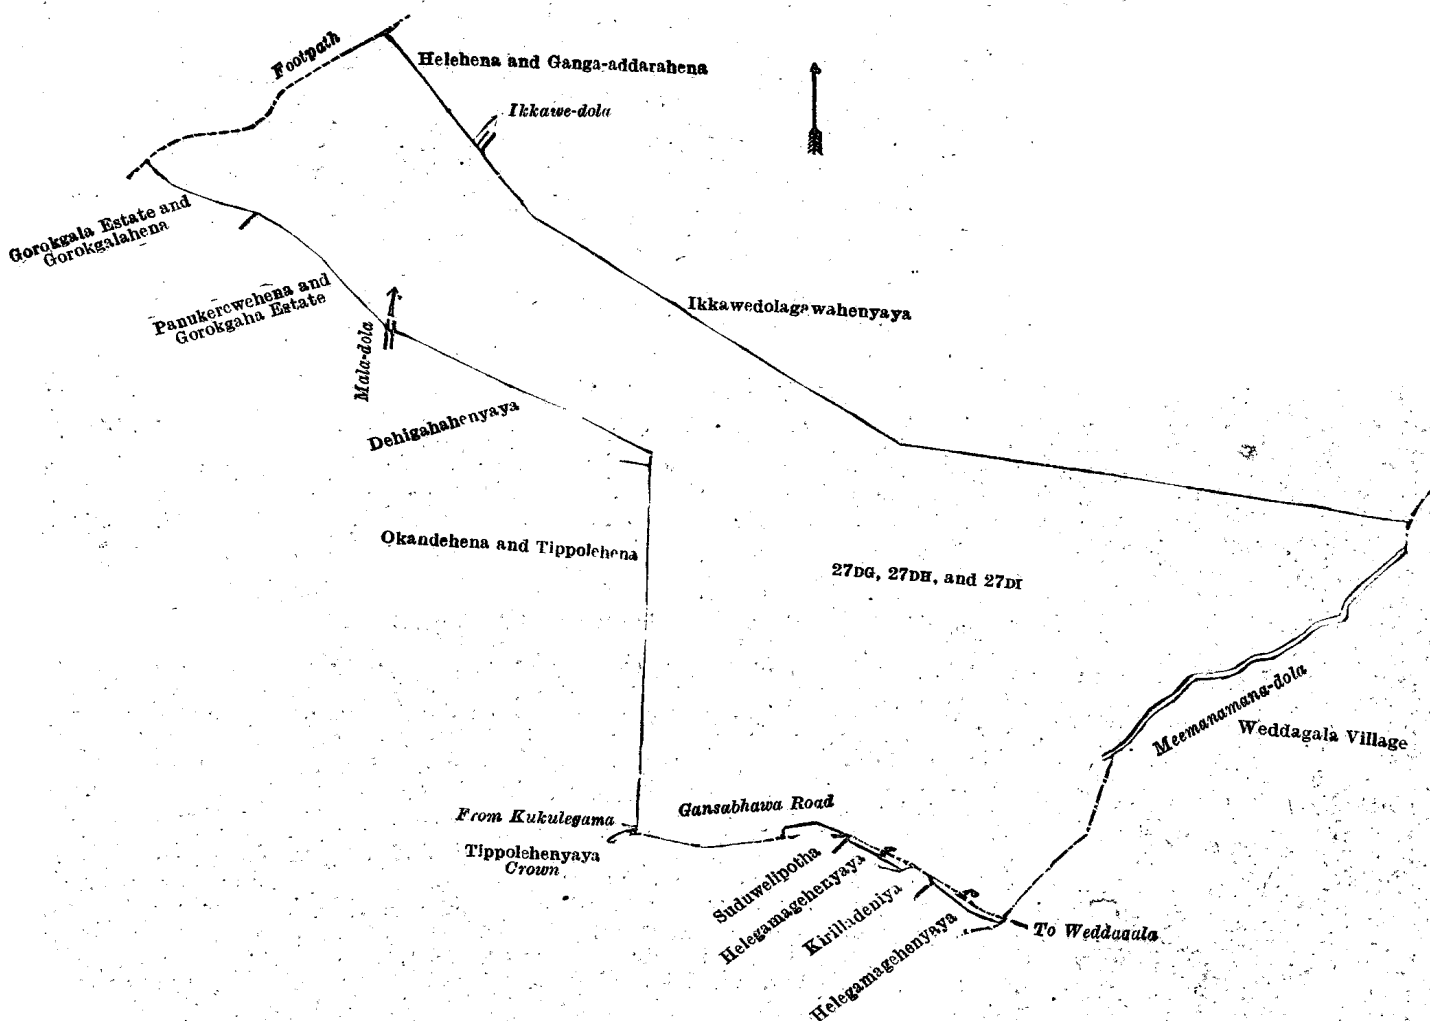 Footpath
Helehena and Ganga-addarahena
Ikkawe-dola
Gorokgala Estate and
Gorokgalahena
Panukerewehena and
Gorokgaha Estate
Mala-dola
Ikkawedolagawahenyaya
Dehigahahenyaya
Okandehena and Tippolehena
27DG, 27DH, and 27DI
Meemanamana-dola
Weddagala Village
From Kukulegama
Gansabhawa Road
Tippolehenyaya
Crown
Suduwelipotha
Helegamagehenyaya
Kirilladeniya
Helegamagehenyaya
To Weddagala